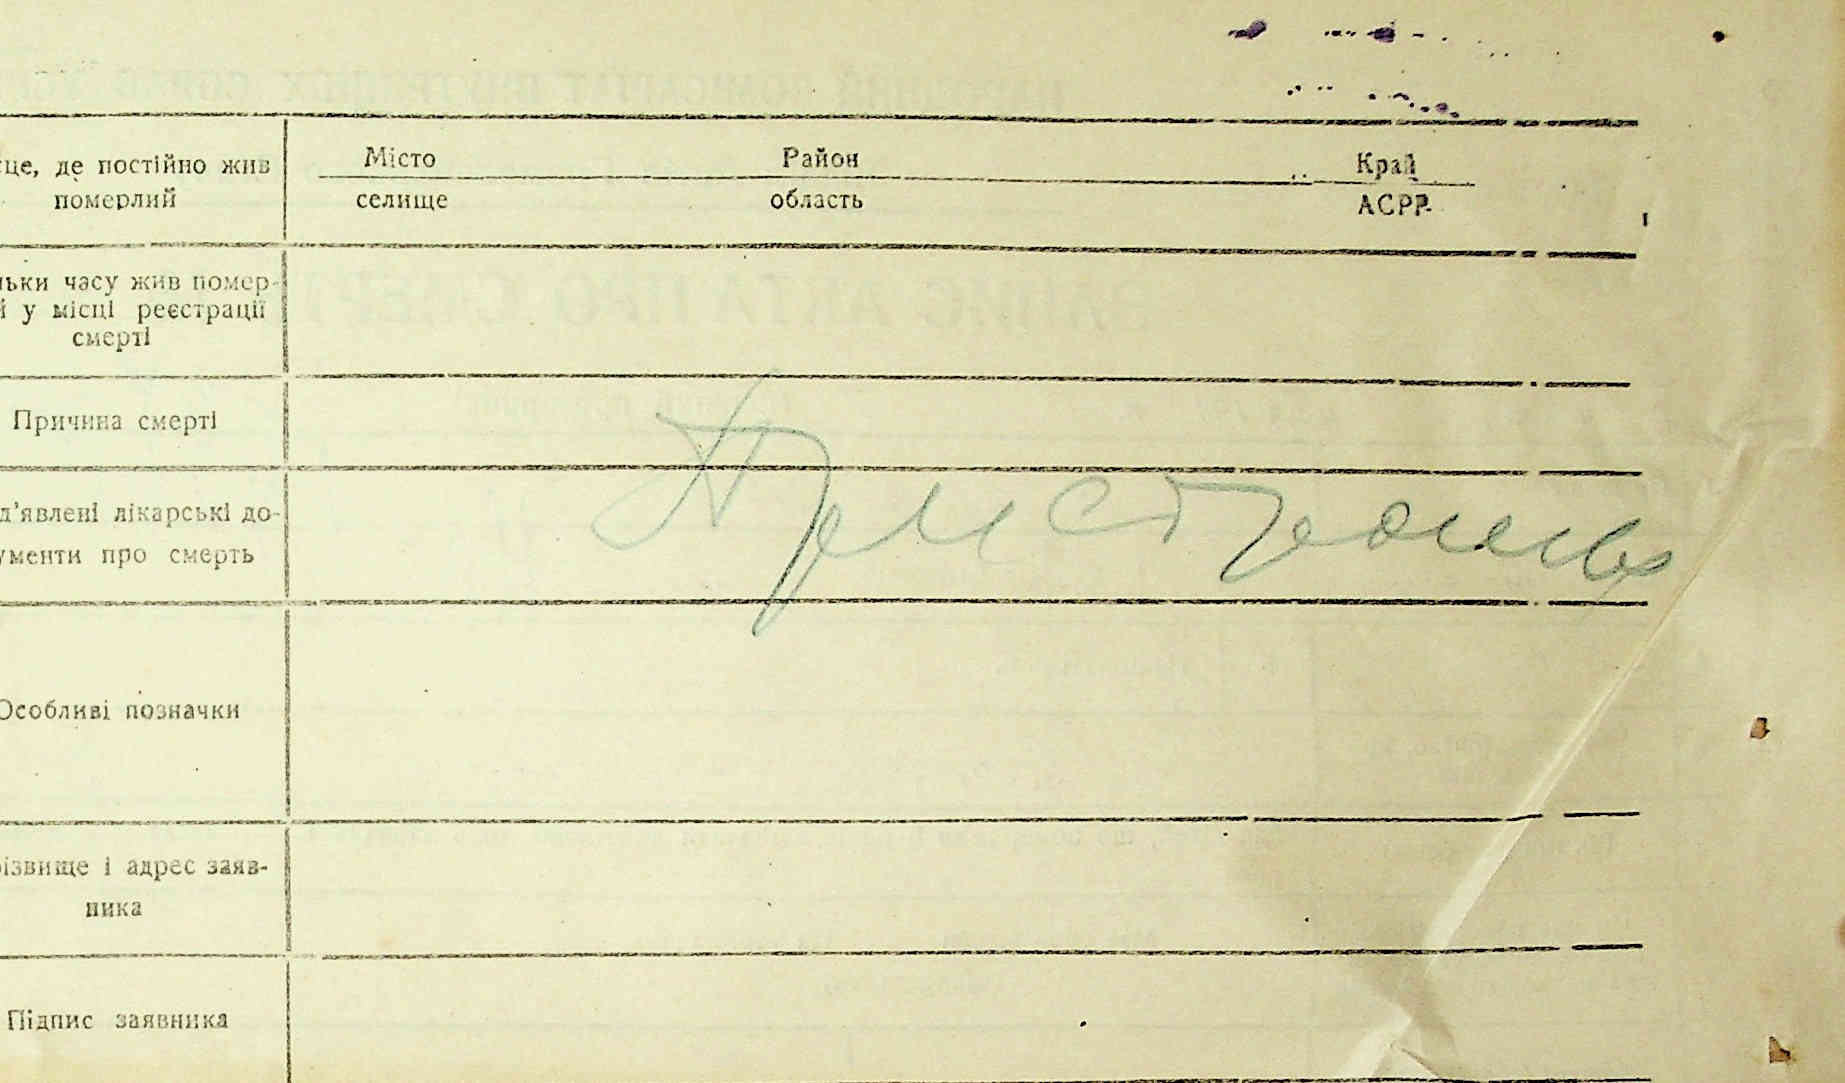 це, де постійно жив
померлий
Місто Район Край
селище область АСРР
ьки часу жив помер-
й у місці реєстрації
смерті
Причина смерті
д'явлені лікарські до-
ументи про смерть
Особливі позначки
ізвище і адрес заяв-
ника
Підпис заявника